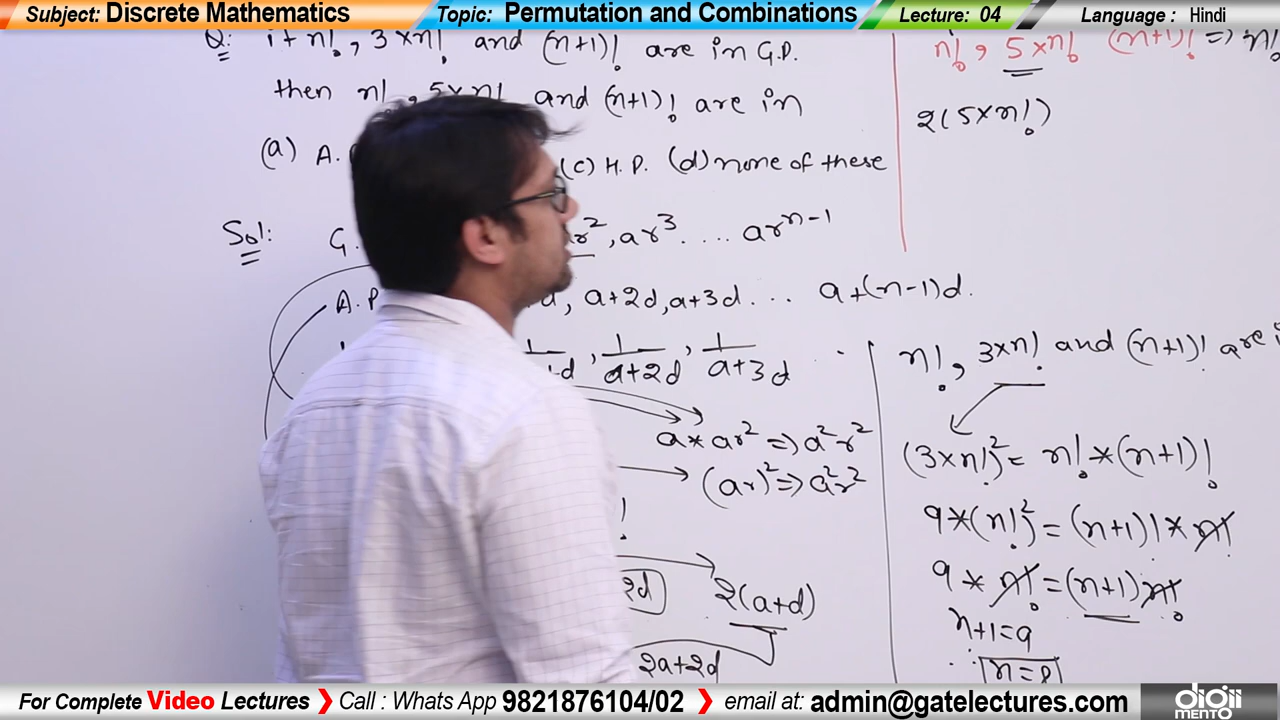 Subject: Discrete Mathematics Topic: Permutation and Combinations Lecture: 04 Language : Hindi
Q: if n!, 3×n! and (n+1)! are in G.P.
then n!, 5×n! and (n+1)! are in
(a) A. (c) H.P. (d) none of these
Sol: G. ar², ar³.... arⁿ⁻¹
A.P a+2d, a+3d... a+(n-1)d.
1/a+2d, 1/a+3d
a*ar² => a²r²
(ar)² => a²r²
!
2d 2(a+d)
2a+2d
n!, 5×n! (n+1)! => n!
2(5×n!)
n!, 3×n! and (n+1)! are
(3×n!)² = n!*(n+1)!
9*(n!)² = (n+1)!*n!
9*n! = (n+1)n!
n+1=9
∴ n=8
For Complete Video Lectures ❯ Call : Whats App 9821876104/02 ❯ email at: admin@gatelectures.com
digii
MENTO